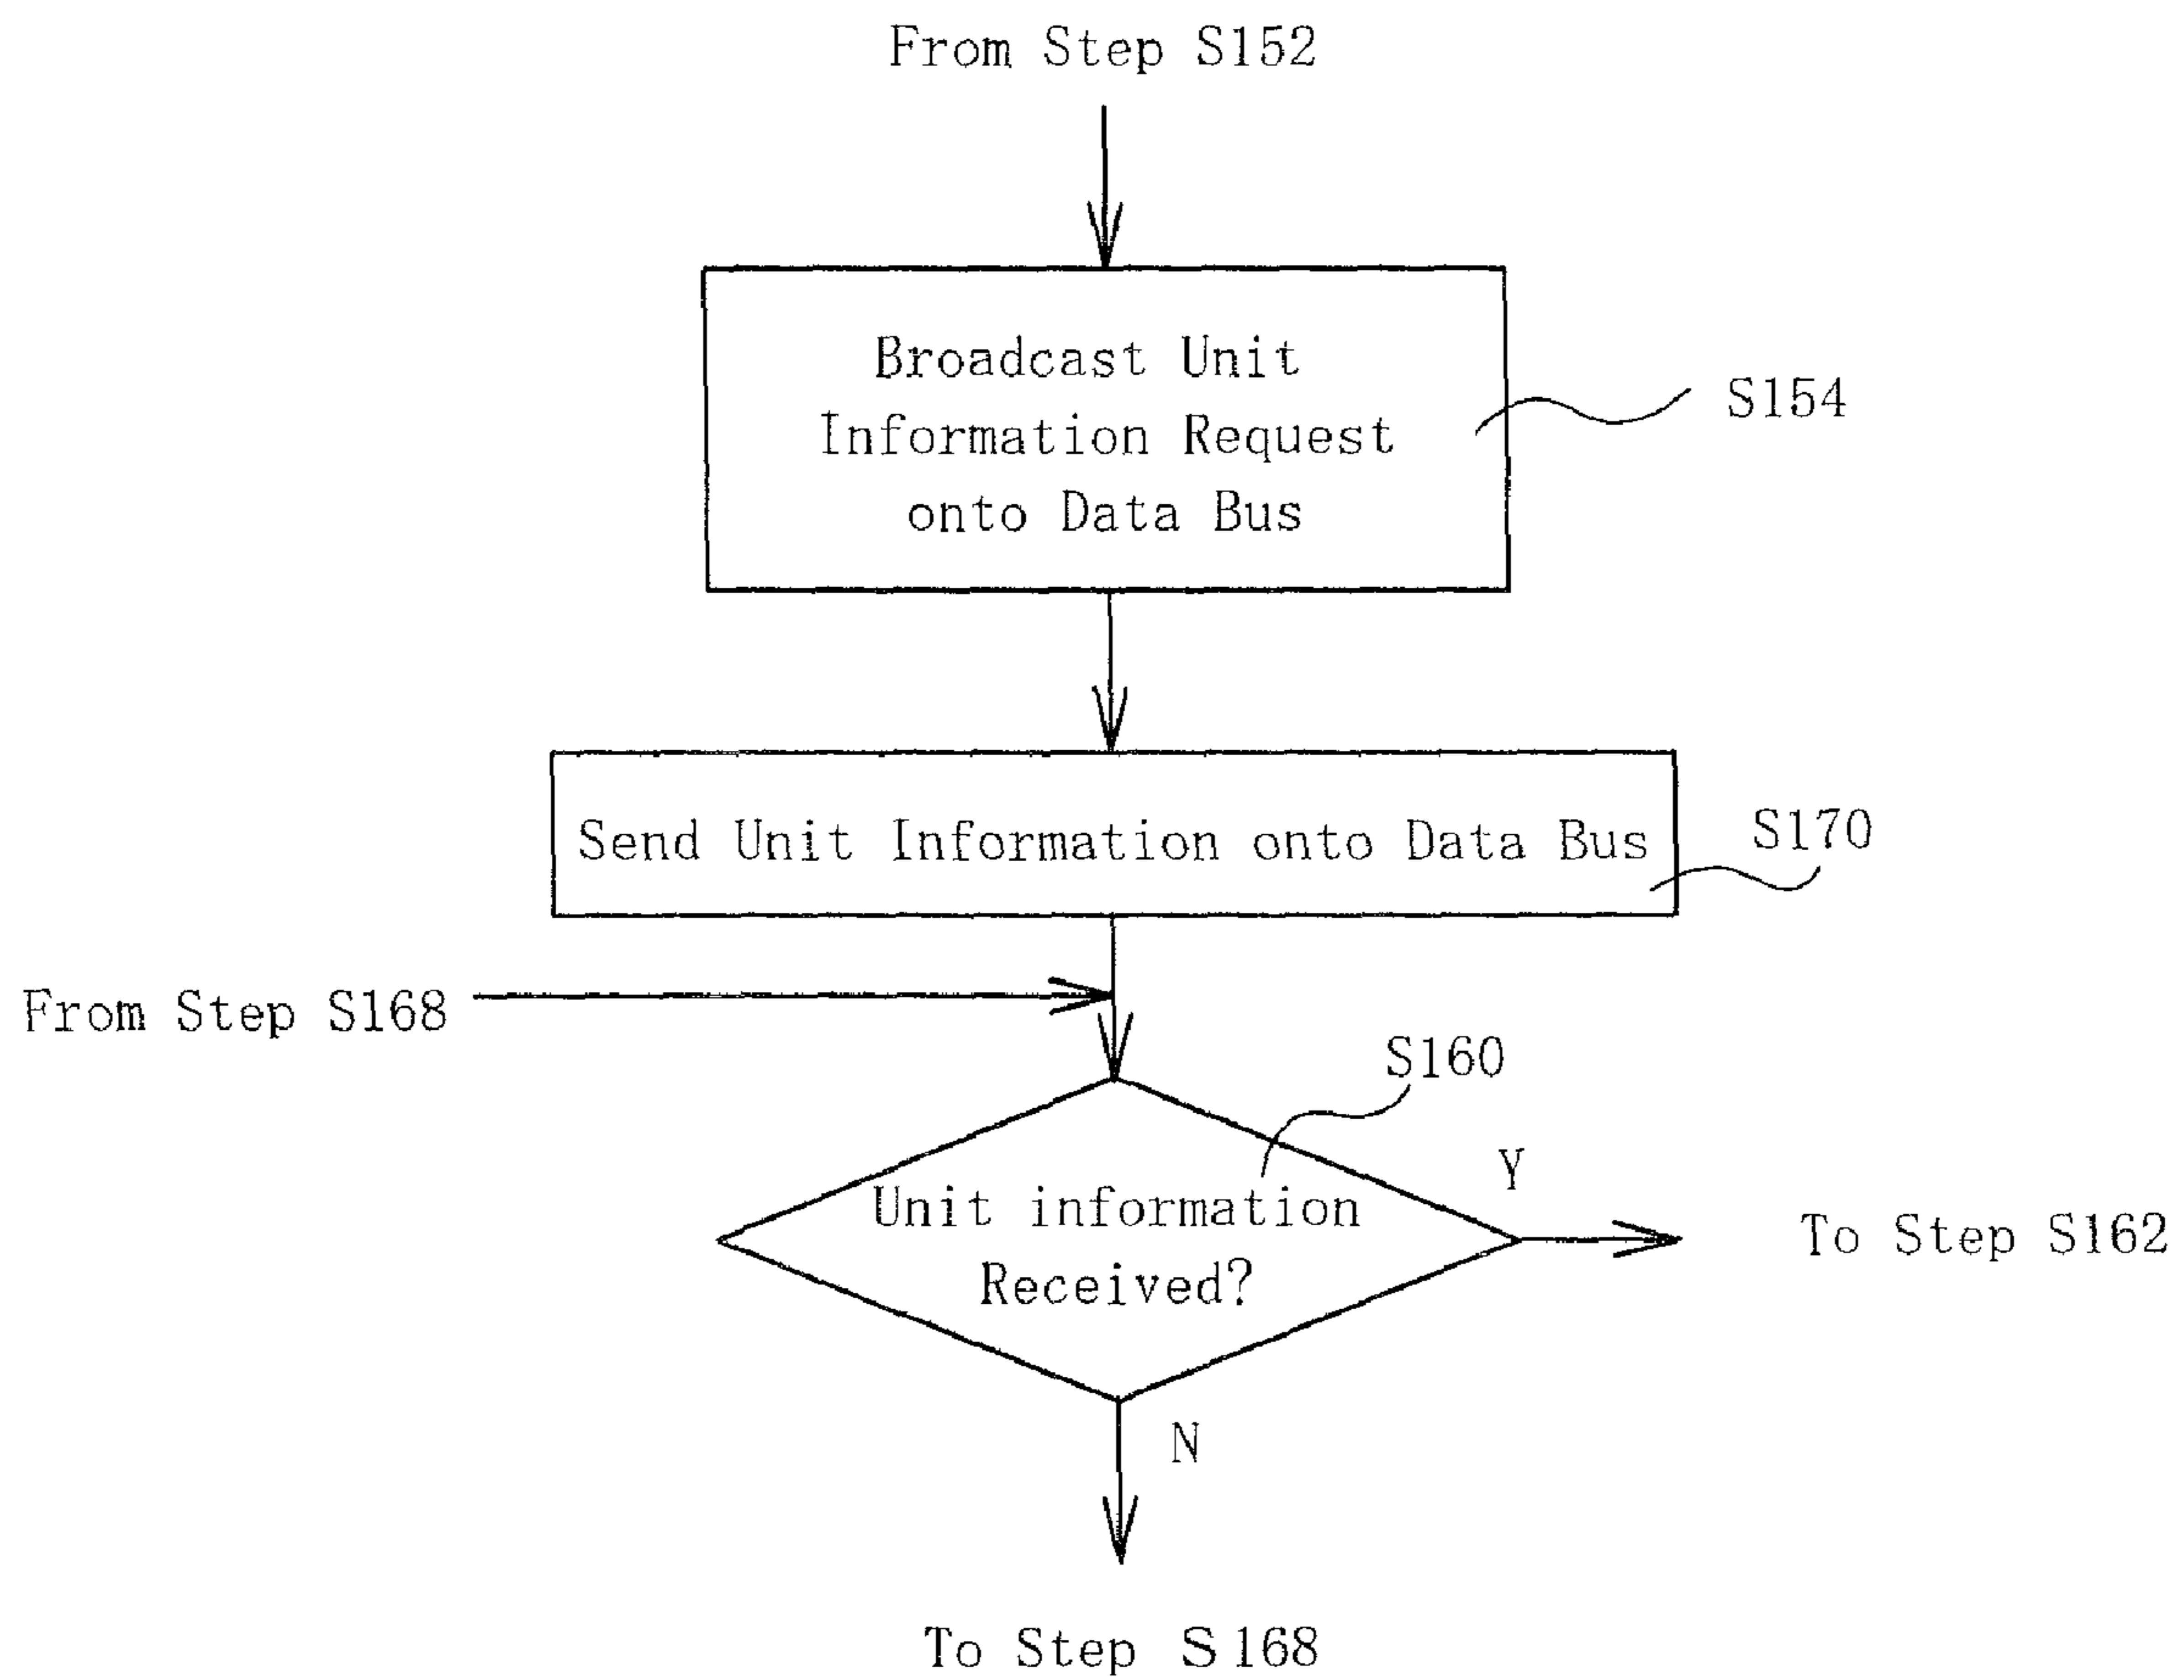 From Step S152
Broadcast Unit
Information Request
onto Data Bus
S154
Send Unit Information onto Data Bus
S170
From Step S168
S160
Unit information
Received?
Y
To Step S162
N
To Step S168